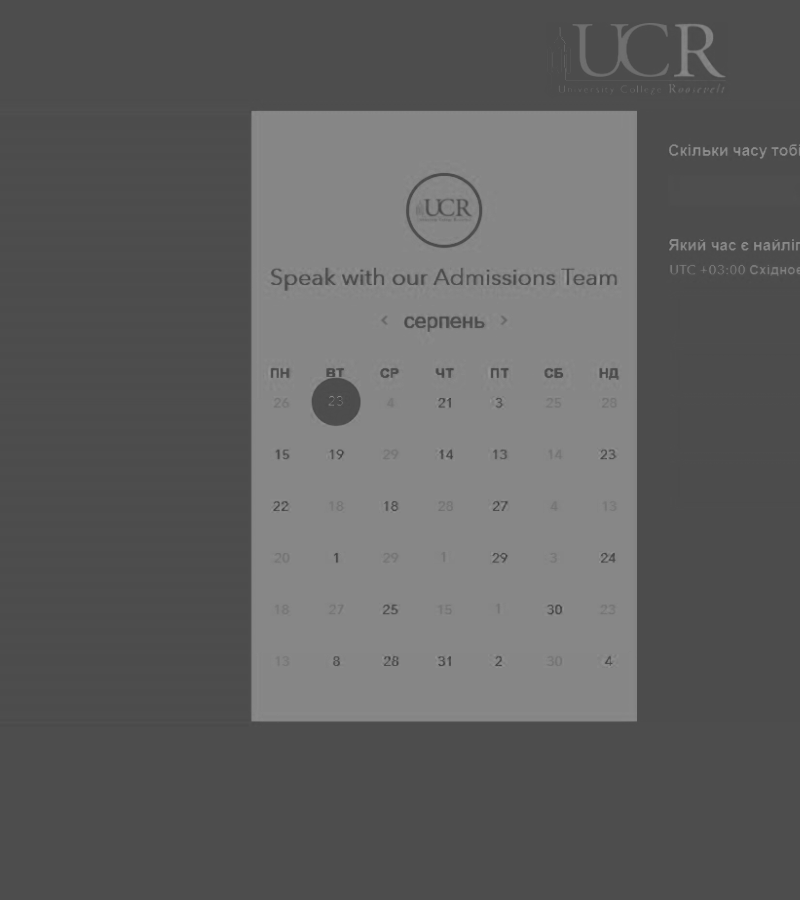 UCR
University College Roosevelt
UCR
Speak with our Admissions Team
< серпень >
ПН ВТ СР ЧТ ПТ СБ НД
26 23 4 21 3 25 28
15 19 29 14 13 14 23
22 18 18 28 27 4 13
20 1 29 1 29 3 24
18 27 25 15 1 30 23
13 8 28 31 2 30 4
Скільки часу тобі
Який час є
UTC +03:00